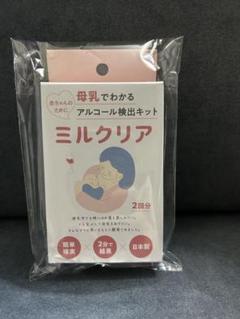 赤ちゃんの
ために
母乳でわかる
アルコール検出キット
ミルクリア
2回分
簡単
確実
2分で
結果
日本製